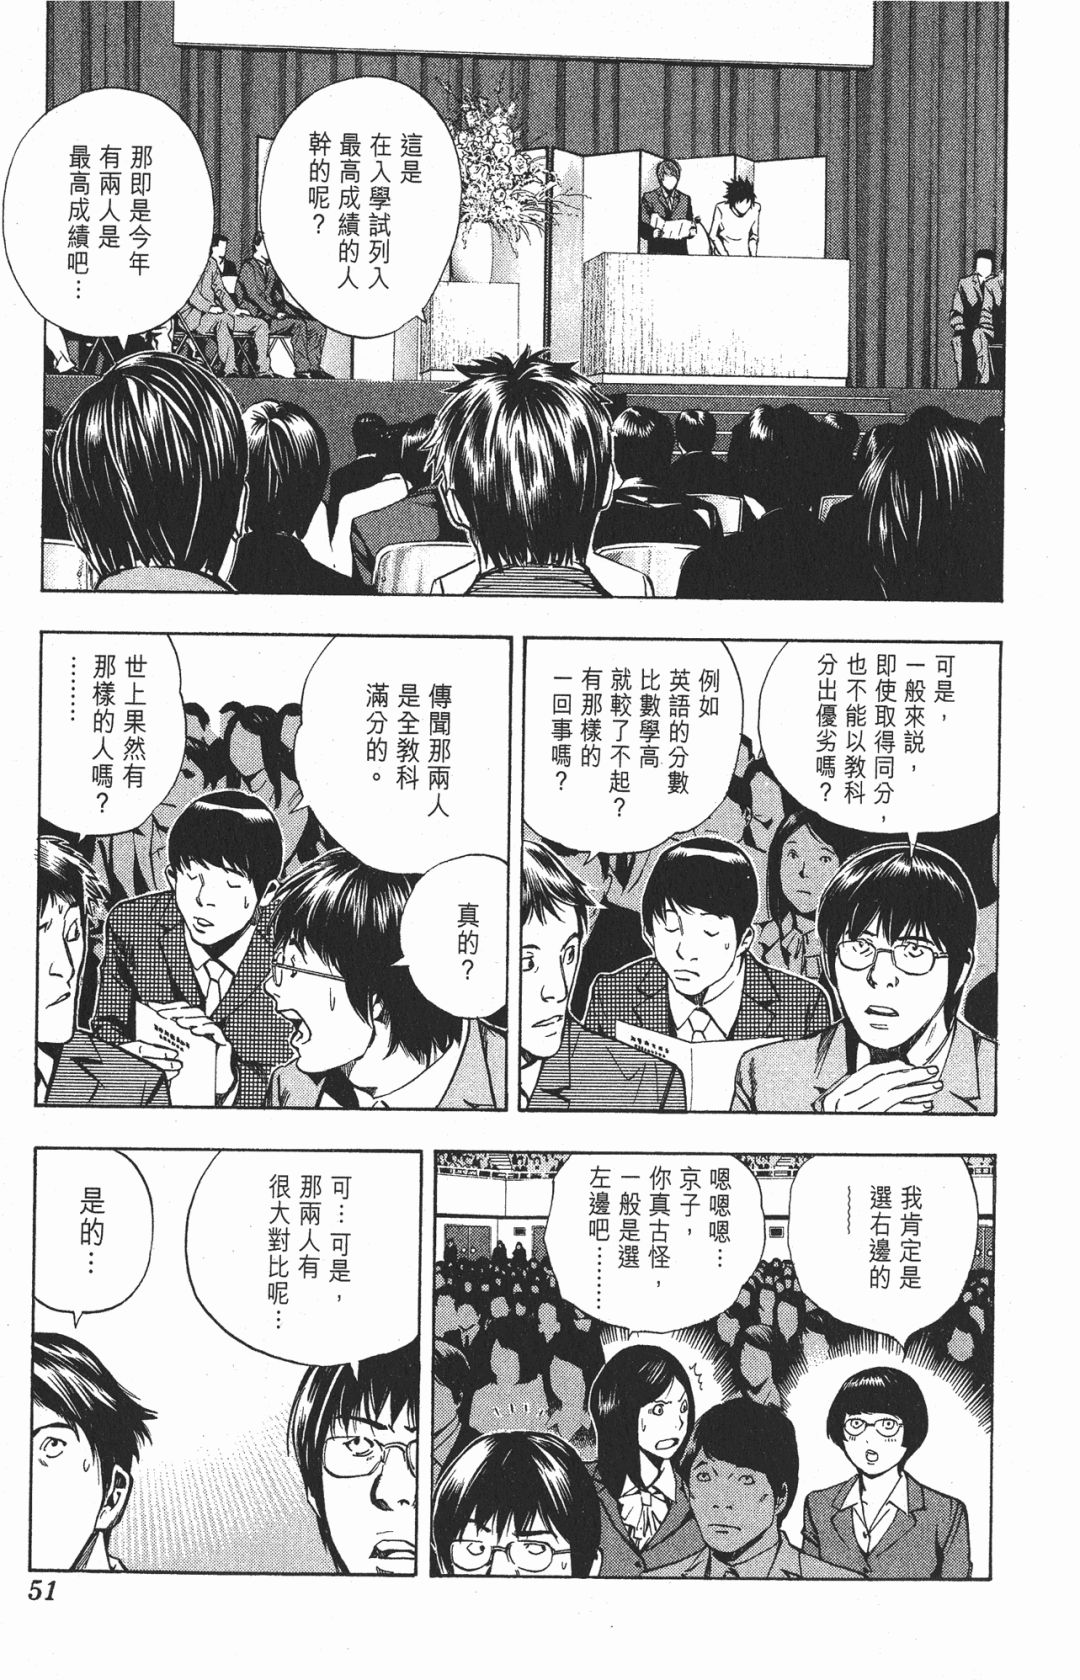 這是
在入學試列入
最高成績的人
幹的呢？
那即是今年
有兩人是
最高成績吧…
可是，
一般來説，
即使取得同分，
也不能以教科
分出優劣嗎？
例如
英語的分數
比數學高
就較了不起？
有那樣的
一回事嗎？
傳聞那兩人
是全教科
滿分的。
真的？
世上果然有
那樣的人嗎？
………
我肯定是
選右邊的
～～～
嗯嗯嗯…
京子，
你真古怪，
一般是選
左邊吧………
可…可是，
那兩人有
很大對比呢…
是的…
51